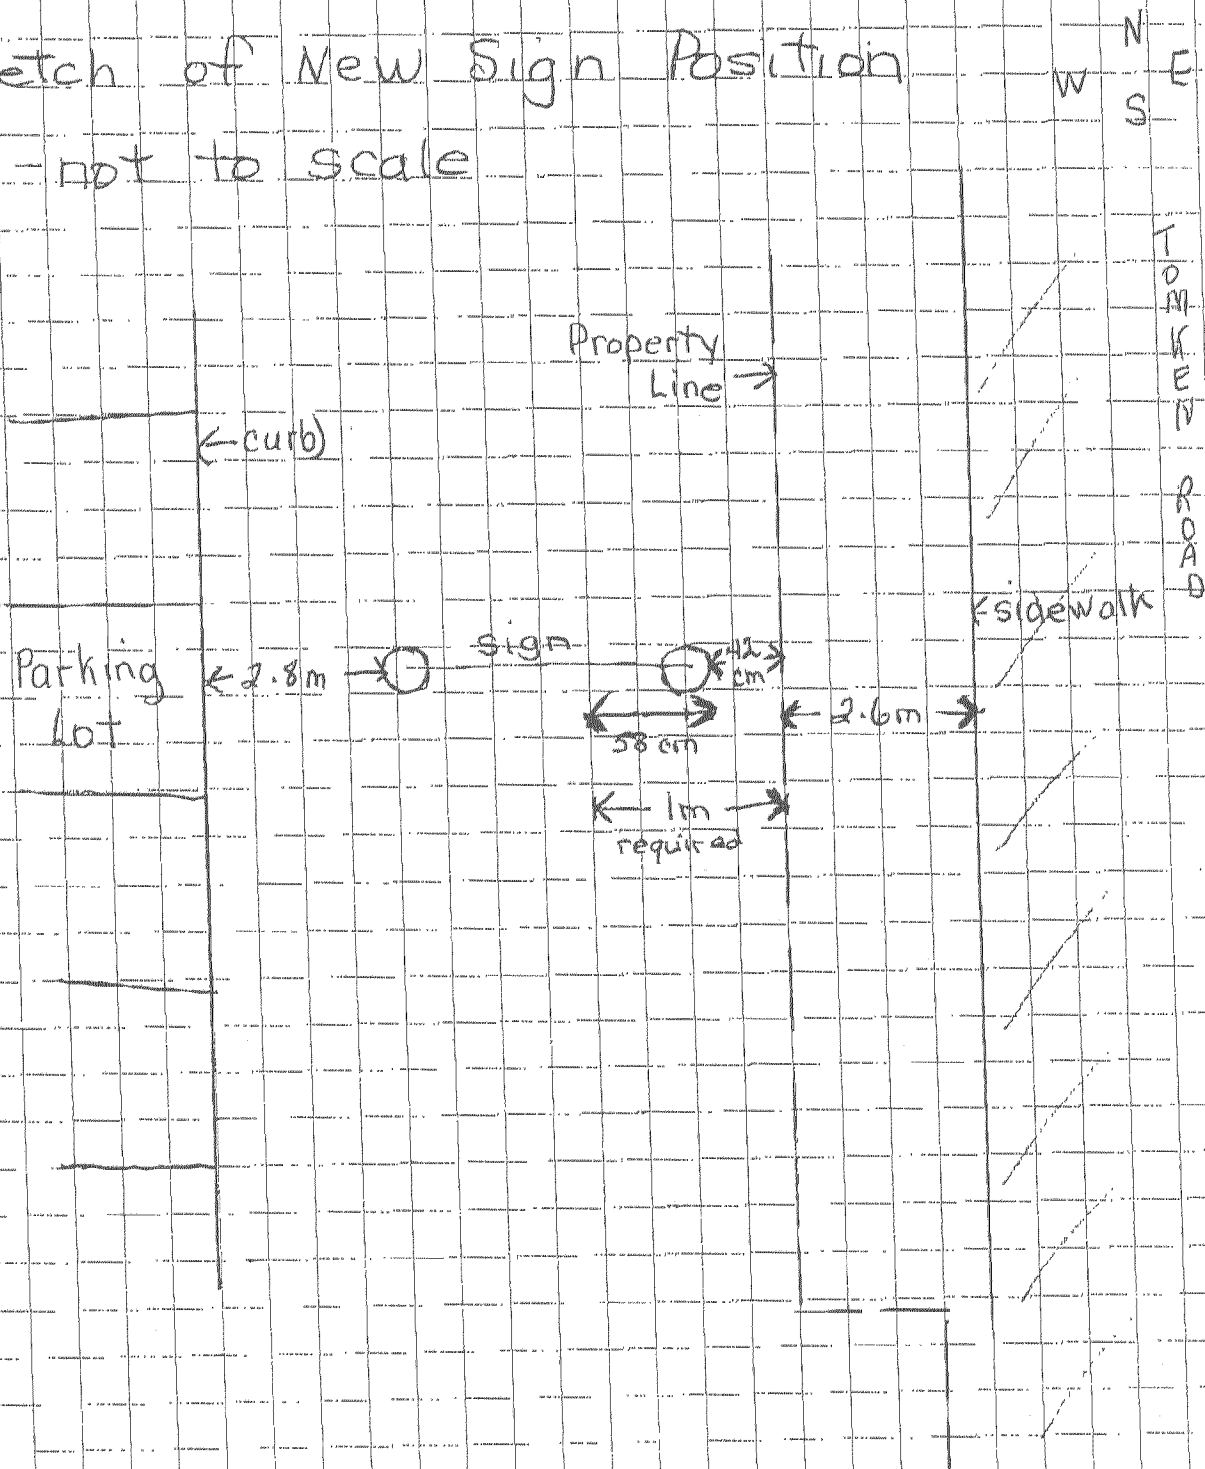 etch of New Sign Position
- not to scale
N
W E
S
TOMKEN ROAD
Property
Line
curb
sidewalk
sign
Parking
Lot
2.8m
42
cm
2.6m
58 cm
1m
required